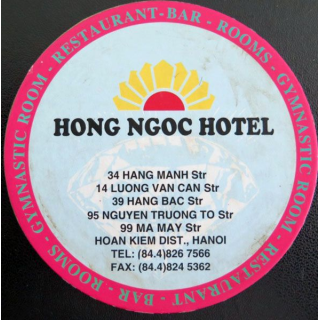 RESTAURANT-BAR - ROOMS - GYMNASTIC ROOM - RESTAURANT - BAR - ROOMS - GYMNASTIC ROOM -
HONG NGOC HOTEL
34 HANG MANH Str
14 LUONG VAN CAN Str
39 HANG BAC Str
95 NGUYEN TRUONG TO Str
99 MA MAY Str
HOAN KIEM DIST., HANOI
TEL: (84.4)826 7566
FAX: (84.4)824 5362